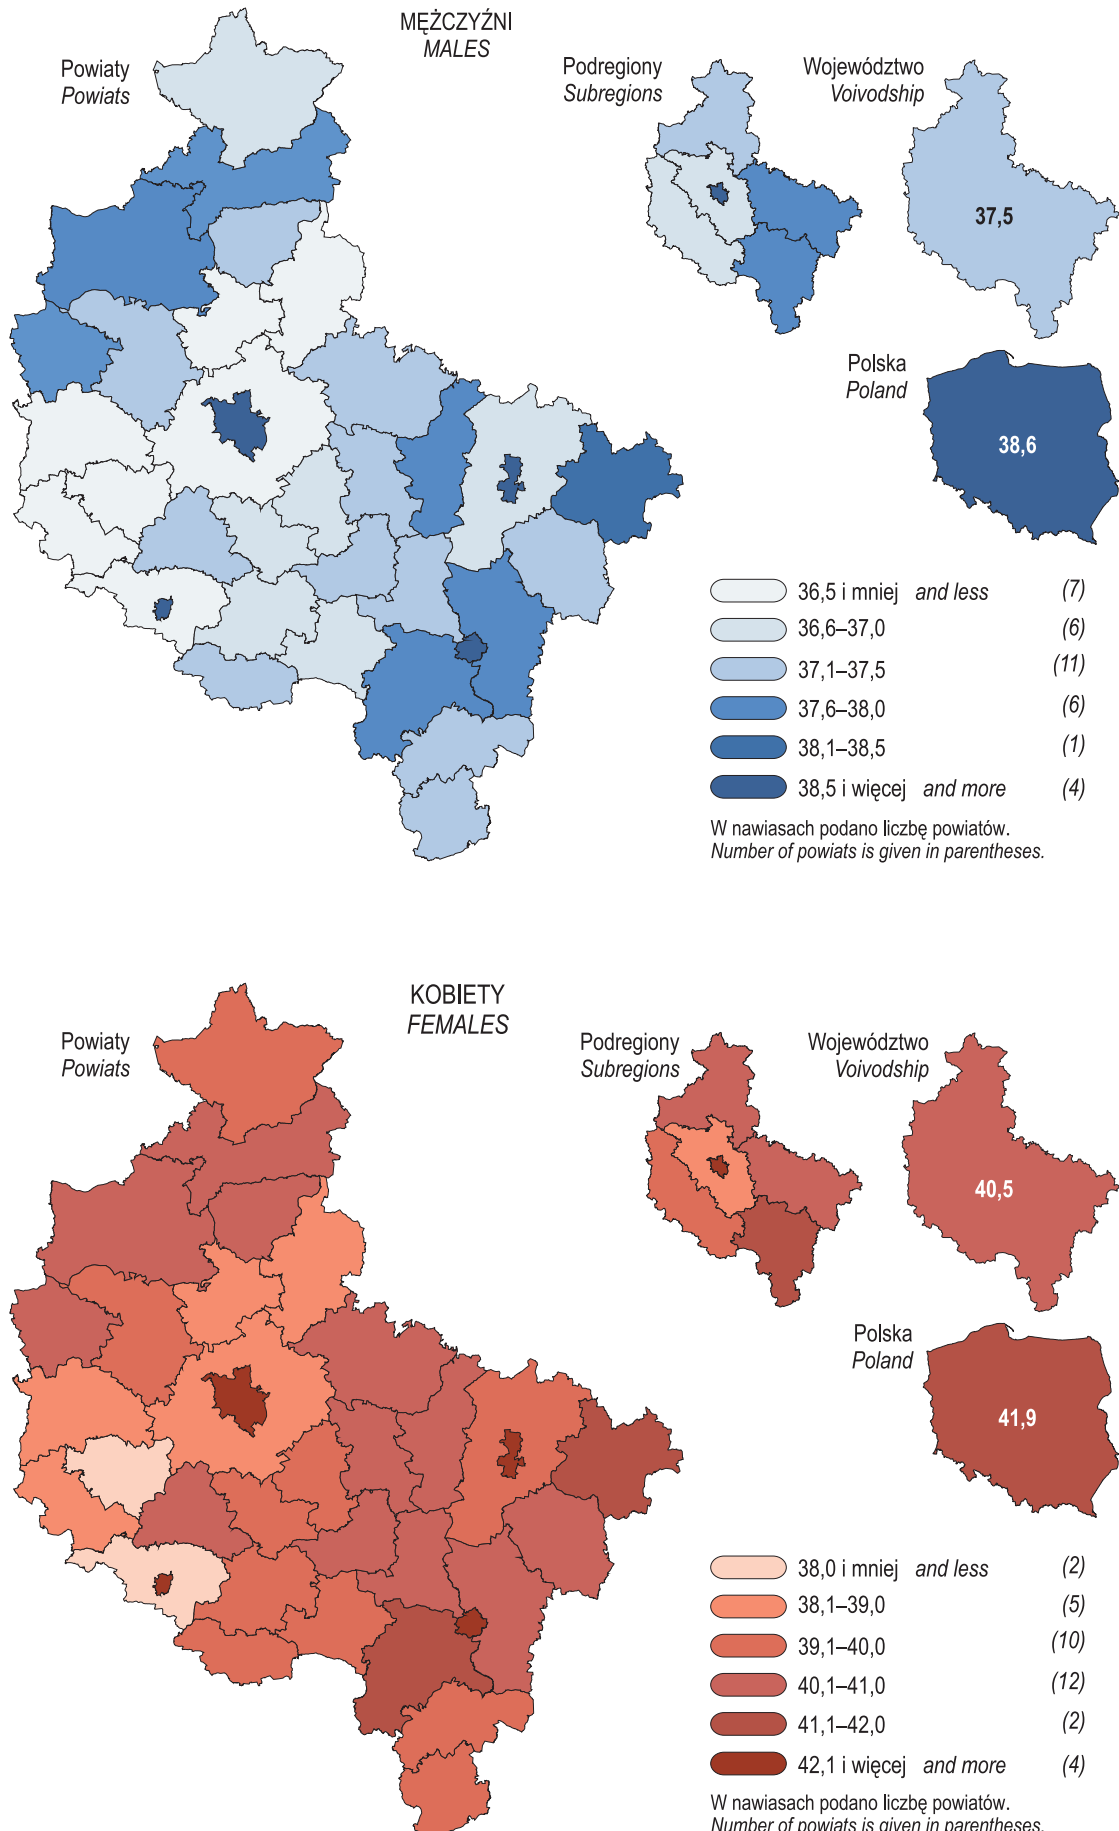 MĘŻCZYŹNI
MALES
Powiaty
Powiats
Podregiony
Subregions
Województwo
Voivodship
37,5
Polska
Poland
38,6
36,5 i mniej and less (7)
36,6–37,0 (6)
37,1–37,5 (11)
37,6–38,0 (6)
38,1–38,5 (1)
38,5 i więcej and more (4)
W nawiasach podano liczbę powiatów.
Number of powiats is given in parentheses.
KOBIETY
FEMALES
Powiaty
Powiats
Podregiony
Subregions
Województwo
Voivodship
40,5
Polska
Poland
41,9
38,0 i mniej and less (2)
38,1–39,0 (5)
39,1–40,0 (10)
40,1–41,0 (12)
41,1–42,0 (2)
42,1 i więcej and more (4)
W nawiasach podano liczbę powiatów.
Number of powiats is given in parentheses.